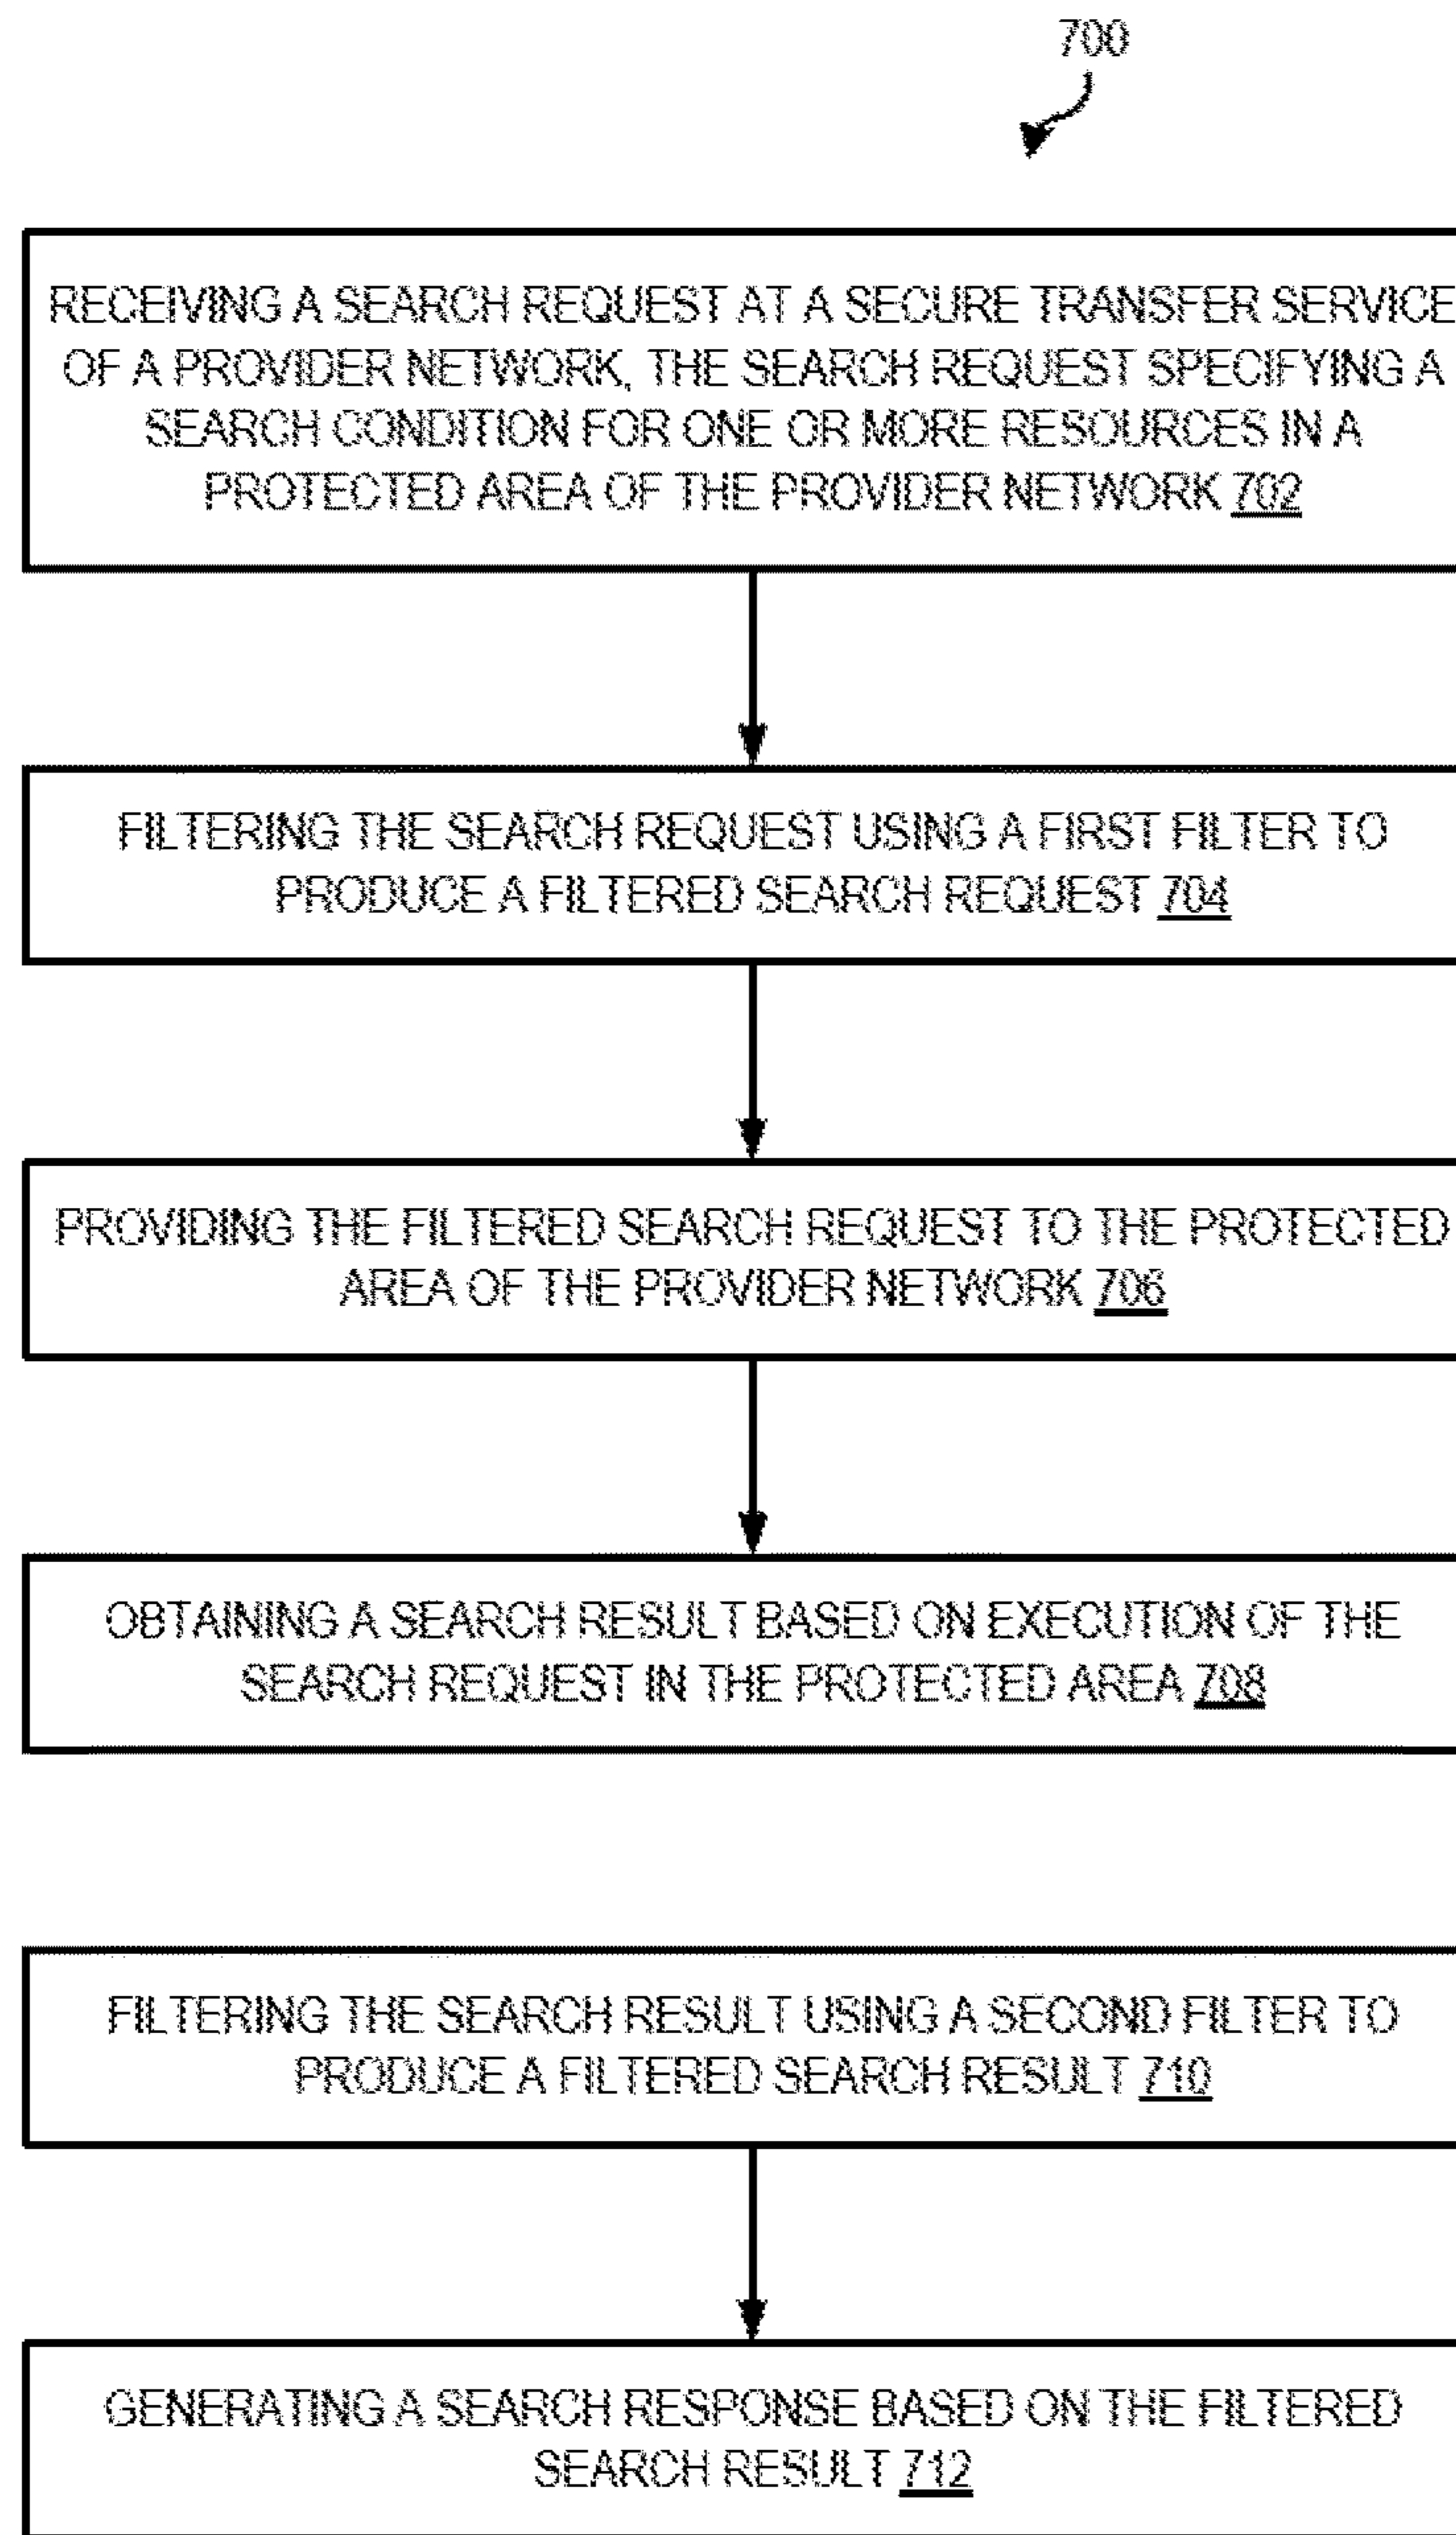 700
RECEIVING A SEARCH REQUEST AT A SECURE TRANSFER SERVICE
OF A PROVIDER NETWORK, THE SEARCH REQUEST SPECIFYING A
SEARCH CONDITION FOR ONE OR MORE RESOURCES IN A
PROTECTED AREA OF THE PROVIDER NETWORK 702
FILTERING THE SEARCH REQUEST USING A FIRST FILTER TO
PRODUCE A FILTERED SEARCH REQUEST 704
PROVIDING THE FILTERED SEARCH REQUEST TO THE PROTECTED
AREA OF THE PROVIDER NETWORK 706
OBTAINING A SEARCH RESULT BASED ON EXECUTION OF THE
SEARCH REQUEST IN THE PROTECTED AREA 708
FILTERING THE SEARCH RESULT USING A SECOND FILTER TO
PRODUCE A FILTERED SEARCH RESULT 710
GENERATING A SEARCH RESPONSE BASED ON THE FILTERED
SEARCH RESULT 712